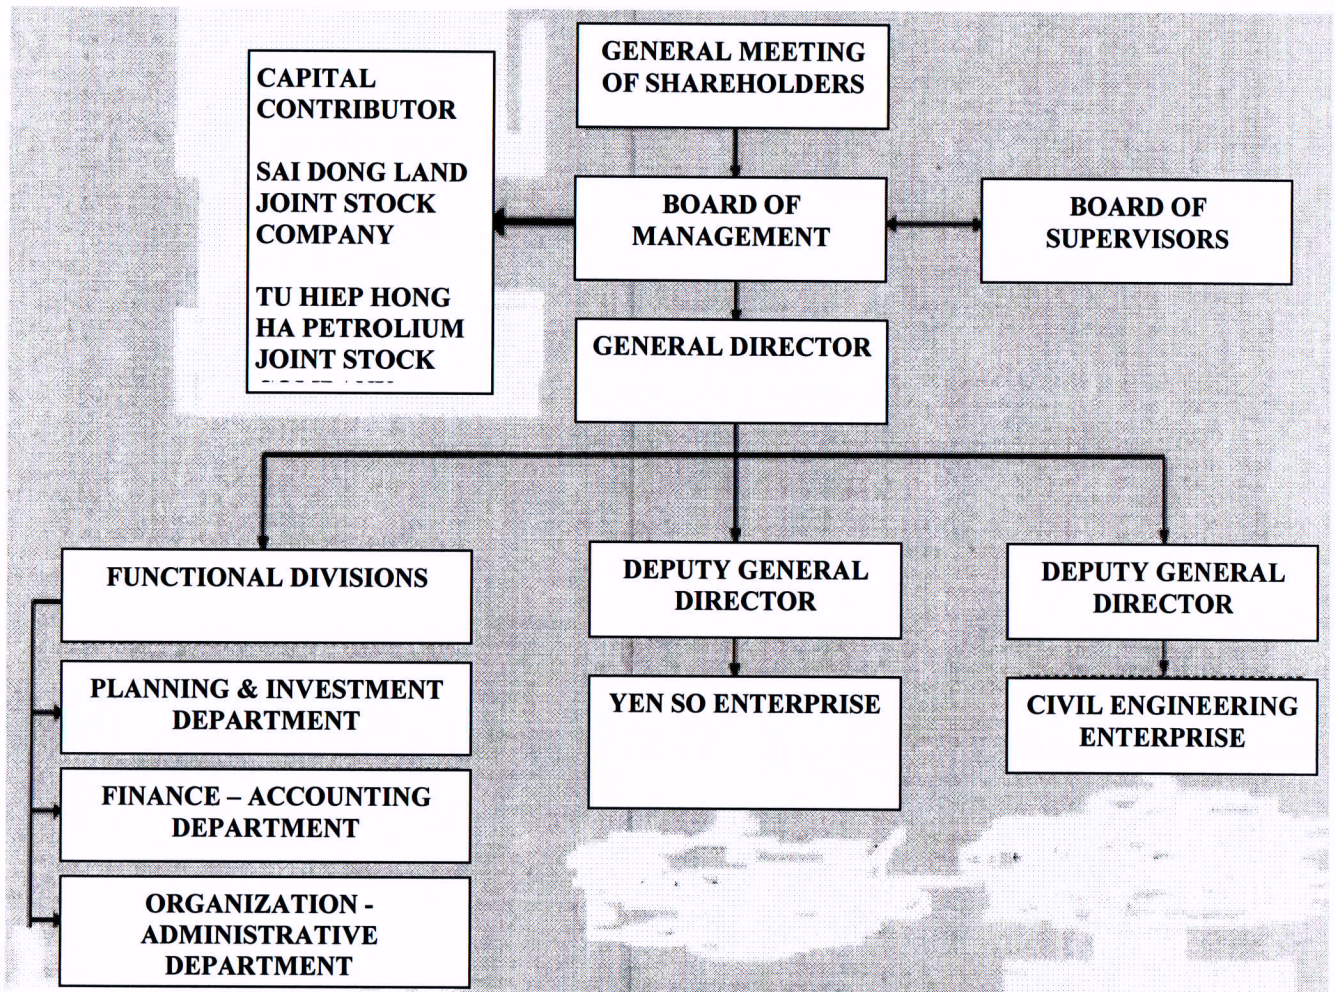 GENERAL MEETING
OF SHAREHOLDERS
CAPITAL
CONTRIBUTOR
SAI DONG LAND
JOINT STOCK
COMPANY
TU HIEP HONG
HA PETROLIUM
JOINT STOCK
BOARD OF
MANAGEMENT
BOARD OF
SUPERVISORS
GENERAL DIRECTOR
FUNCTIONAL DIVISIONS
PLANNING & INVESTMENT
DEPARTMENT
FINANCE – ACCOUNTING
DEPARTMENT
ORGANIZATION -
ADMINISTRATIVE
DEPARTMENT
DEPUTY GENERAL
DIRECTOR
YEN SO ENTERPRISE
DEPUTY GENERAL
DIRECTOR
CIVIL ENGINEERING
ENTERPRISE